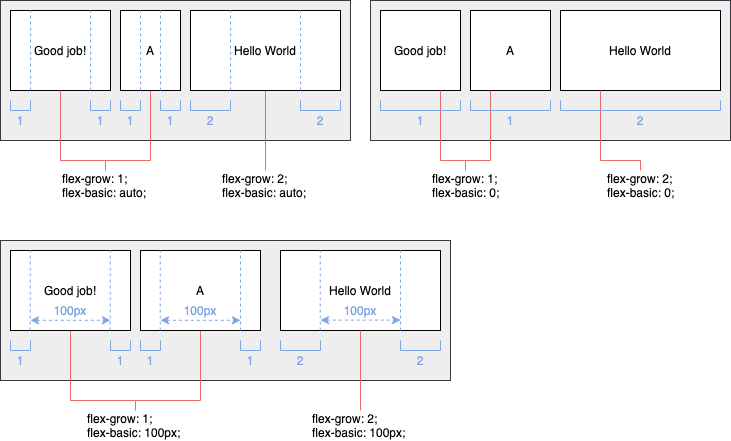 Good job!
A
Hello World
1
1
1
1
2
2
flex-grow: 1;
flex-basic: auto;
flex-grow: 2;
flex-basic: auto;
Good job!
A
Hello World
1
1
2
flex-grow: 1;
flex-basic: 0;
flex-grow: 2;
flex-basic: 0;
Good job!
A
Hello World
100px
100px
100px
1
1
1
1
2
2
flex-grow: 1;
flex-basic: 100px;
flex-grow: 2;
flex-basic: 100px;